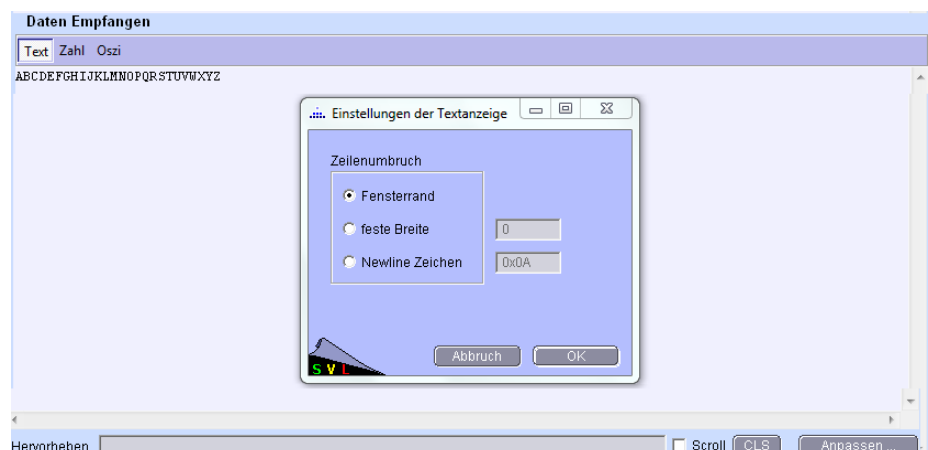 Daten Empfangen
Text Zahl Oszi
ABCDEFGHIJKLMNOPQRSTUVWXYZ
Einstellungen der Textanzeige
Zeilenumbruch
Fensterrand
feste Breite 0
Newline Zeichen 0x0A
Abbruch OK
S V L
Hervorheben Scroll CLS Anpassen ...